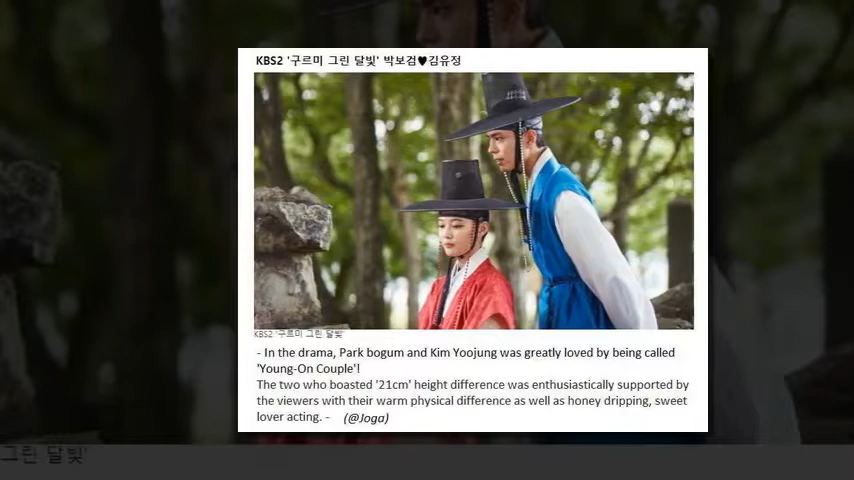 KBS2 '구르미 그린 달빛' 박보검♥김유정
KBS2 '구르미 그린 달빛'
- In the drama, Park bogum and Kim Yoojung was greatly loved by being called
'Young-On Couple'!
The two who boasted '21cm' height difference was enthusiastically supported by
the viewers with their warm physical difference as well as honey dripping, sweet
lover acting. - (@Joga)
그린 달빛'